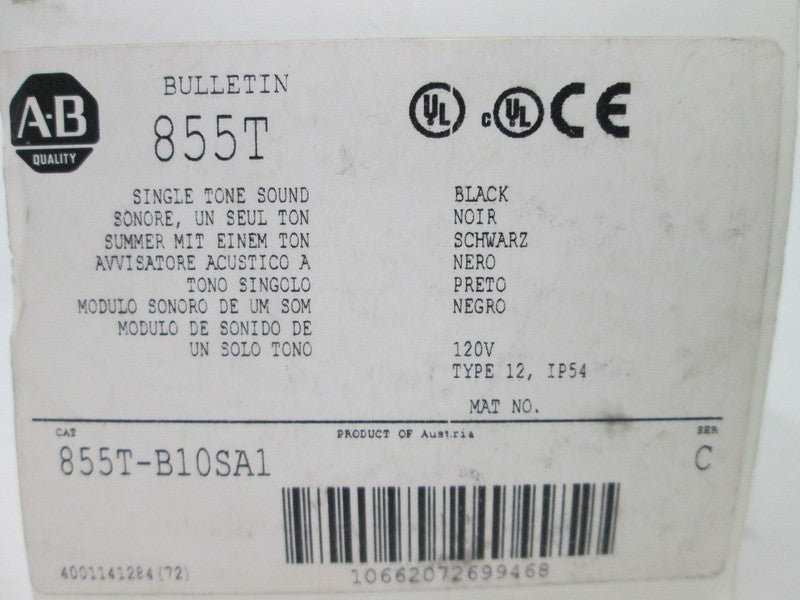 A-B
QUALITY
BULLETIN
855T
UL c UL CE
SINGLE TONE SOUND
SONORE, UN SEUL TON
SUMMER MIT EINEM TON
AVVISATORE ACUSTICO A
TONO SINGOLO
MODULO SONORO DE UM SOM
MODULO DE SONIDO DE
UN SOLO TONO
BLACK
NOIR
SCHWARZ
NERO
PRETO
NEGRO
120V
TYPE 12, IP54
MAT NO.
CAT
PRODUCT OF Austria
SER
855T-B10SA1
C
4001141284(72)
10662072699468